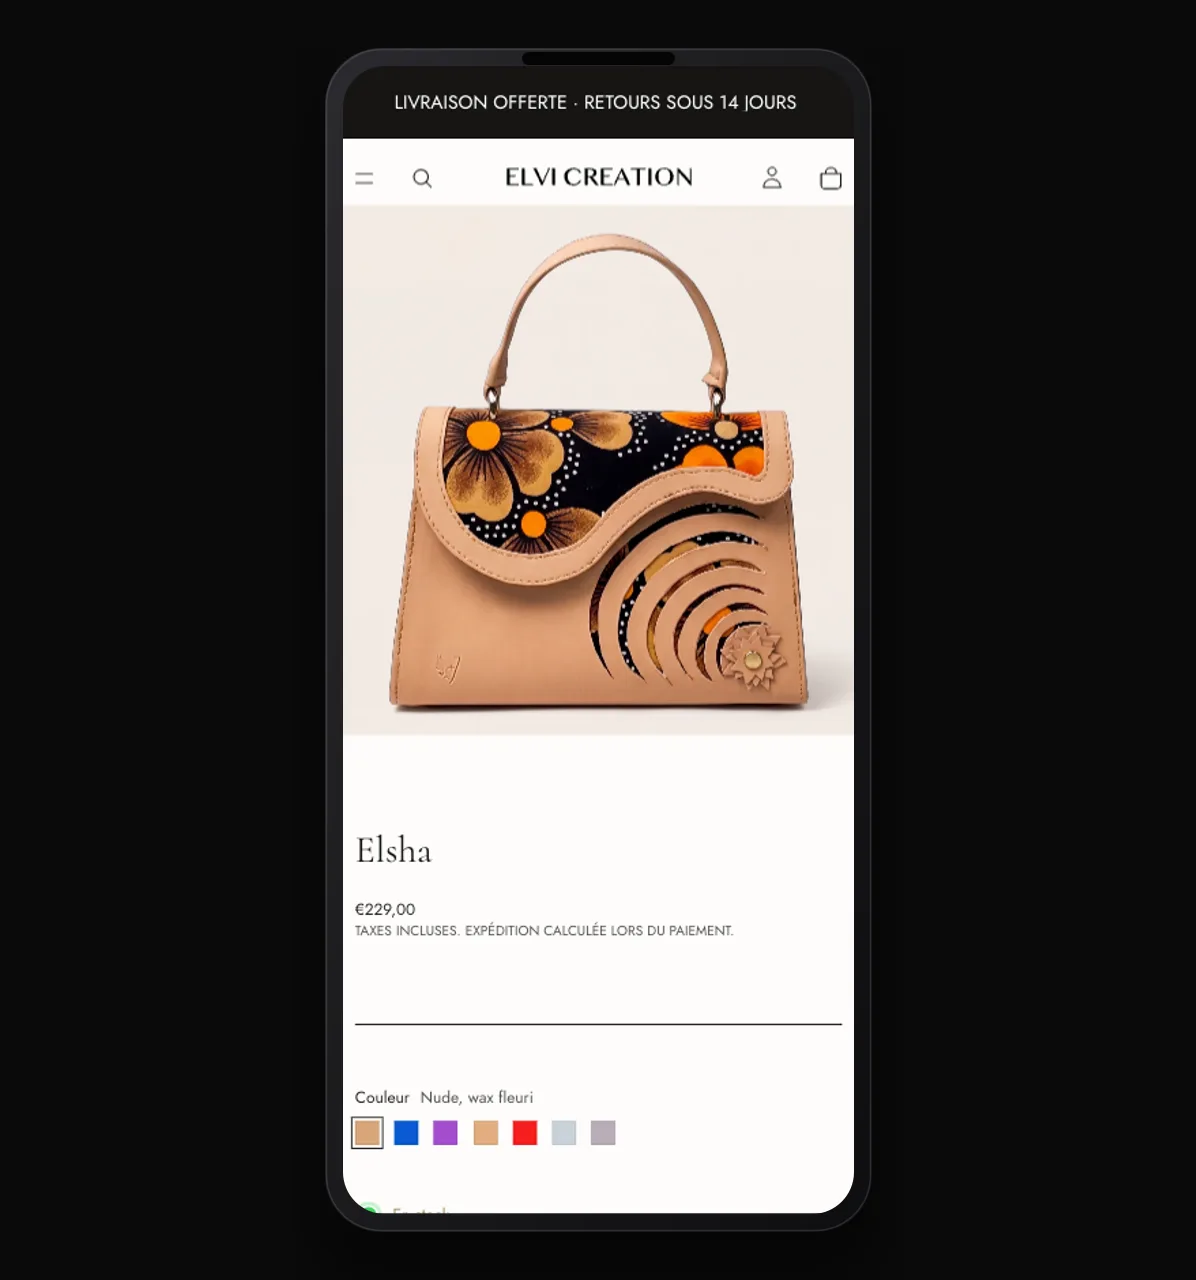 LIVRAISON OFFERTE · RETOURS SOUS 14 JOURS
ELVI CREATION
Elsha
€229,00
TAXES INCLUSES. EXPÉDITION CALCULÉE LORS DU PAIEMENT.
Couleur Nude, wax fleuri